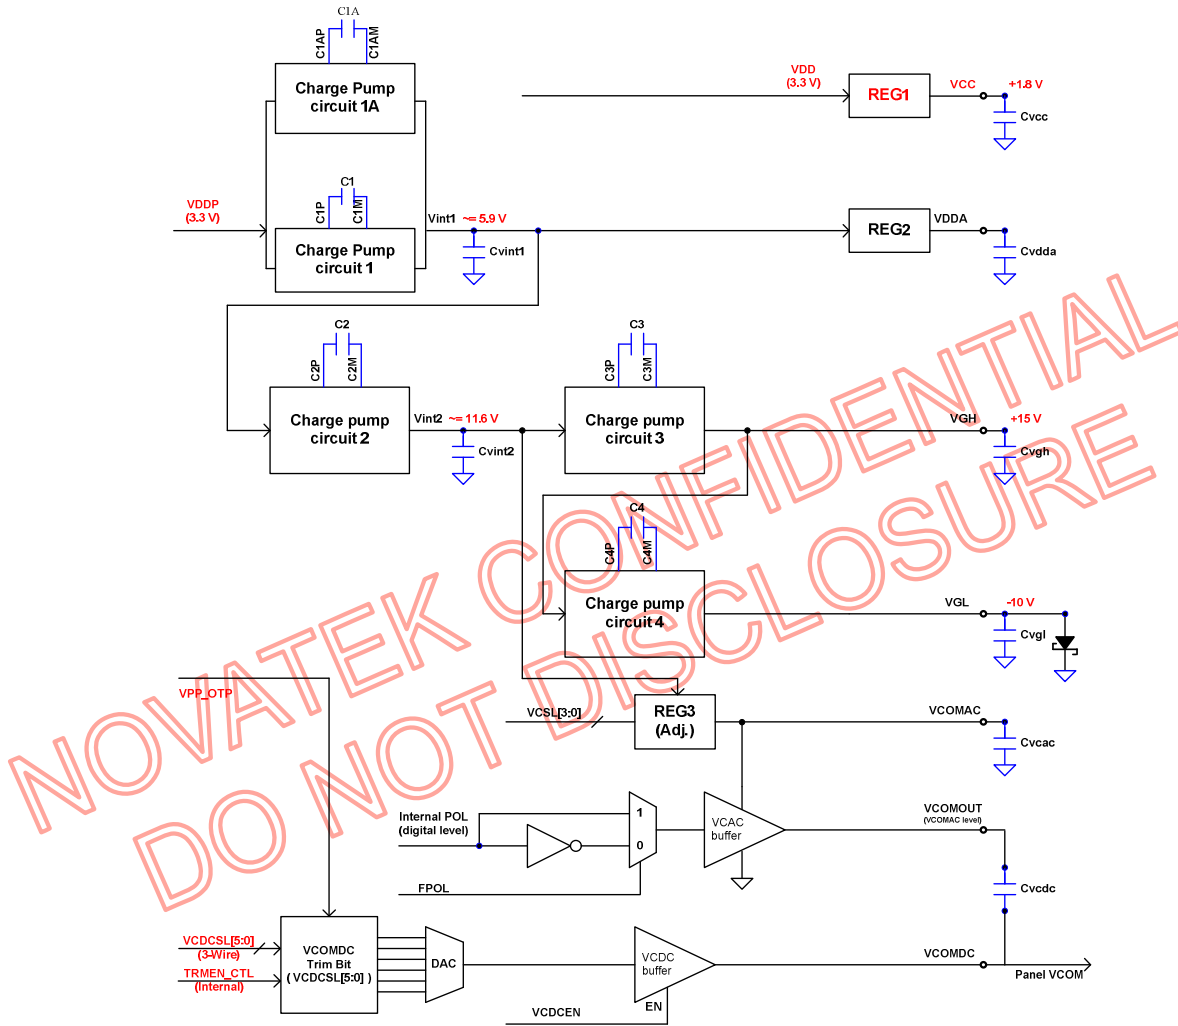 C1A
C1AP
C1AM
Charge Pump
circuit 1A
VDD
(3.3 V)
REG1
VCC
+1.8 V
Cvcc
C1
C1P
C1M
VDDP
(3.3 V)
Charge Pump
circuit 1
Vint1 ~= 5.9 V
Cvint1
REG2
VDDA
Cvdda
C2
C2P
C2M
Charge pump
circuit 2
Vint2 ~= 11.6 V
Cvint2
C3
C3P
C3M
Charge pump
circuit 3
VGH
+15 V
Cvgh
C4
C4P
C4M
Charge pump
circuit 4
VGL
-10 V
Cvgl
NOVATEK CONFIDENTIAL
DO NOT DISCLOSURE
VPP_OTP
VCSL[3:0]
REG3
(Adj.)
VCOMAC
Cvcac
Internal POL
(digital level)
1
0
FPOL
VCAC
buffer
VCOMOUT
(VCOMAC level)
Cvcdc
VCDCSL[5:0]
(3-Wire)
TRMEN_CTL
(Internal)
VCOMDC
Trim Bit
( VCDCSL[5:0] )
DAC
VCDC
buffer
EN
VCDCEN
VCOMDC
Panel VCOM